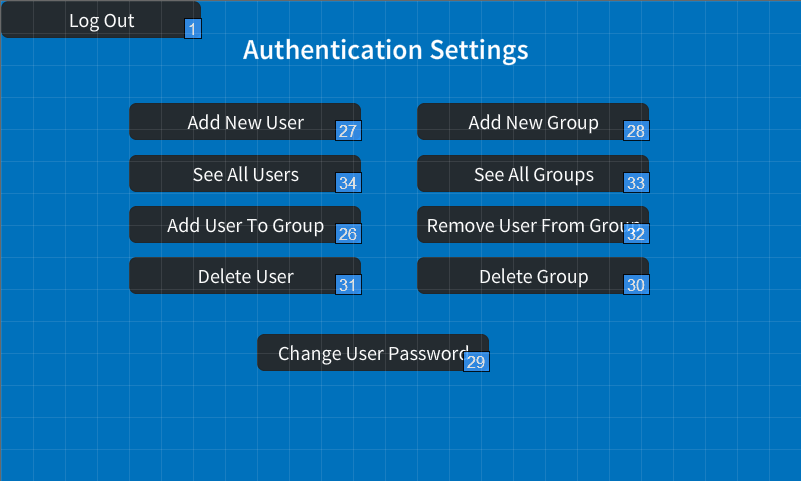 Log Out
1
Authentication Settings
Add New User
27
Add New Group
28
See All Users
34
See All Groups
33
Add User To Group
26
Remove User From Group
32
Delete User
31
Delete Group
30
Change User Password
29